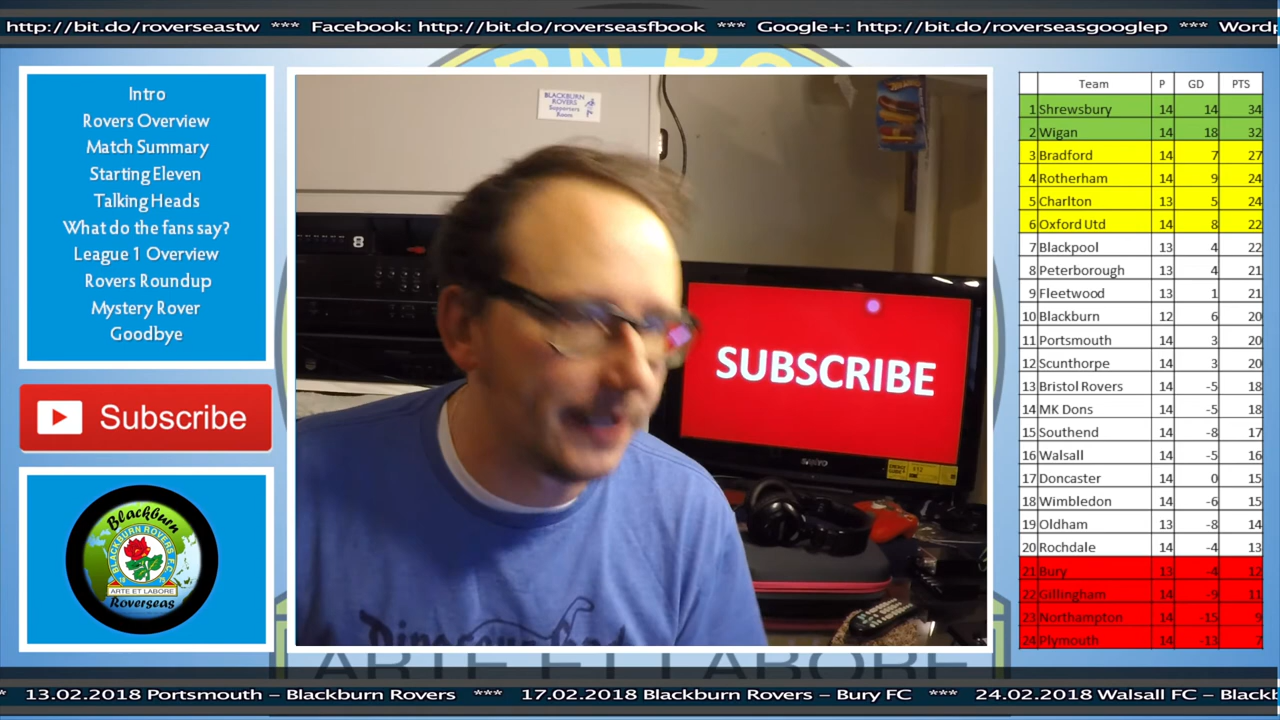 http://bit.do/roverseastw *** Facebook: http://bit.do/roverseasfbook *** Google+: http://bit.do/roverseasgooglep ***
Intro
Rovers Overview
Match Summary
Starting Eleven
Talking Heads
What do the fans say?
League 1 Overview
Rovers Roundup
Mystery Rover
Goodbye
Subscribe
Blackburn
BLACKBURN ROVERS F.C.
1875
ARTE ET LABORE
Roverseas
BLACKBURN
ROVERS
Supporters
Room
8
SUBSCRIBE
SANYO
Team P GD PTS
1 Shrewsbury 14 14 34
2 Wigan 14 18 32
3 Bradford 14 7 27
4 Rotherham 14 9 24
5 Charlton 13 5 24
6 Oxford Utd 14 8 22
7 Blackpool 13 4 22
8 Peterborough 13 4 21
9 Fleetwood 13 1 21
10 Blackburn 12 6 20
11 Portsmouth 14 3 20
12 Scunthorpe 14 3 20
13 Bristol Rovers 14 -5 18
14 MK Dons 14 -5 18
15 Southend 14 -8 17
16 Walsall 14 -5 16
17 Doncaster 14 0 15
18 Wimbledon 14 -6 15
19 Oldham 13 -8 14
20 Rochdale 14 -4 13
21 Bury 13 -4 12
22 Gillingham 14 -9 11
23 Northampton 14 -15 9
24 Plymouth 14 -13 7
ARTE ET LABORE
* 13.02.2018 Portsmouth – Blackburn Rovers *** 17.02.2018 Blackburn Rovers – Bury FC *** 24.02.2018 Walsall FC –